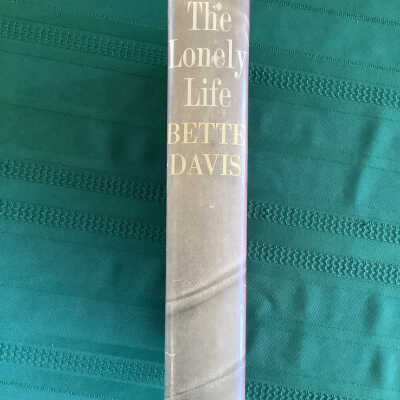 The
Lonely
Life
BETTE
DAVIS